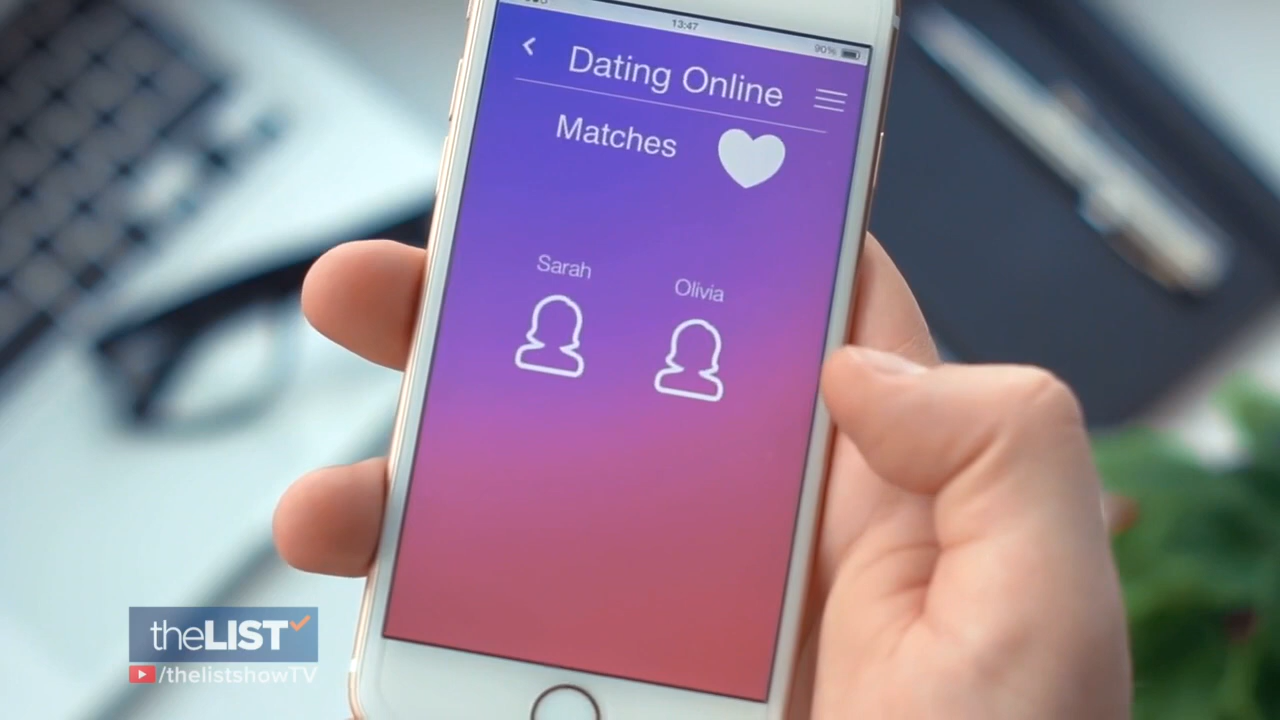 13:47
90%
Dating Online
Matches
Sarah
Olivia
theLIST
/thelistshowTV